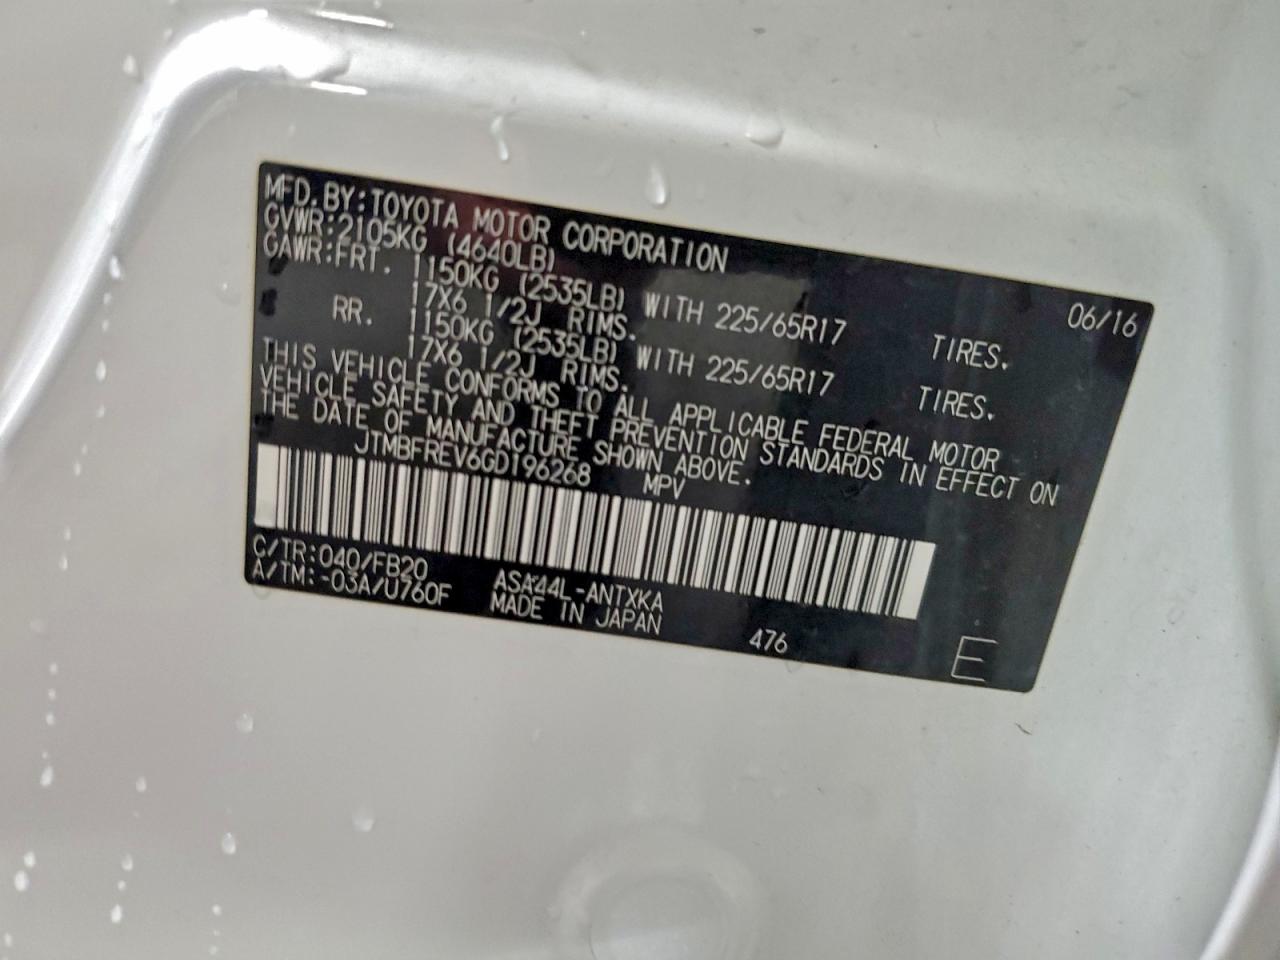 MFD. BY: TOYOTA MOTOR CORPORATION 06/16
GVWR: 2105KG (4640LB)
GAWR: FRT. 1150KG (2535LB) WITH 225/65R17 TIRES.
17X6 1/2J RIMS.
RR. 1150KG (2535LB) WITH 225/65R17 TIRES.
17X6 1/2J RIMS.
THIS VEHICLE CONFORMS TO ALL APPLICABLE FEDERAL MOTOR
VEHICLE SAFETY AND THEFT PREVENTION STANDARDS IN EFFECT ON
THE DATE OF MANUFACTURE SHOWN ABOVE.
JTMBFREV6GD196268 MPV
C/TR: 040/FB20 ASA44L-ANTXKA
A/TM: -03A/U760F MADE IN JAPAN
476
E